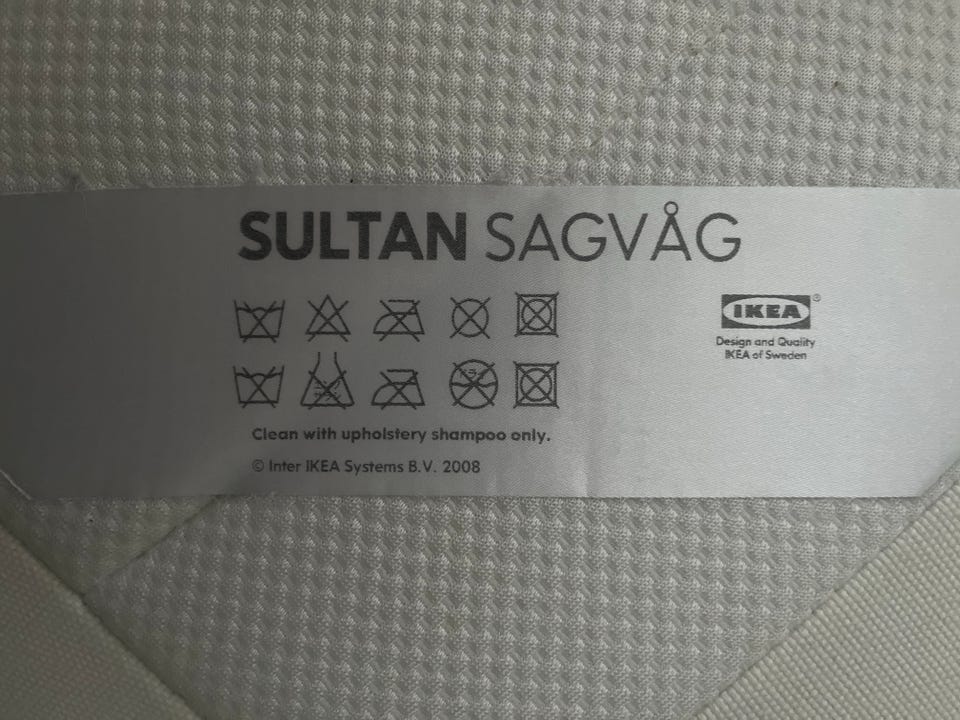 SULTAN SAGVÅG
IKEA®
Design and Quality
IKEA of Sweden
Clean with upholstery shampoo only.
© Inter IKEA Systems B.V. 2008